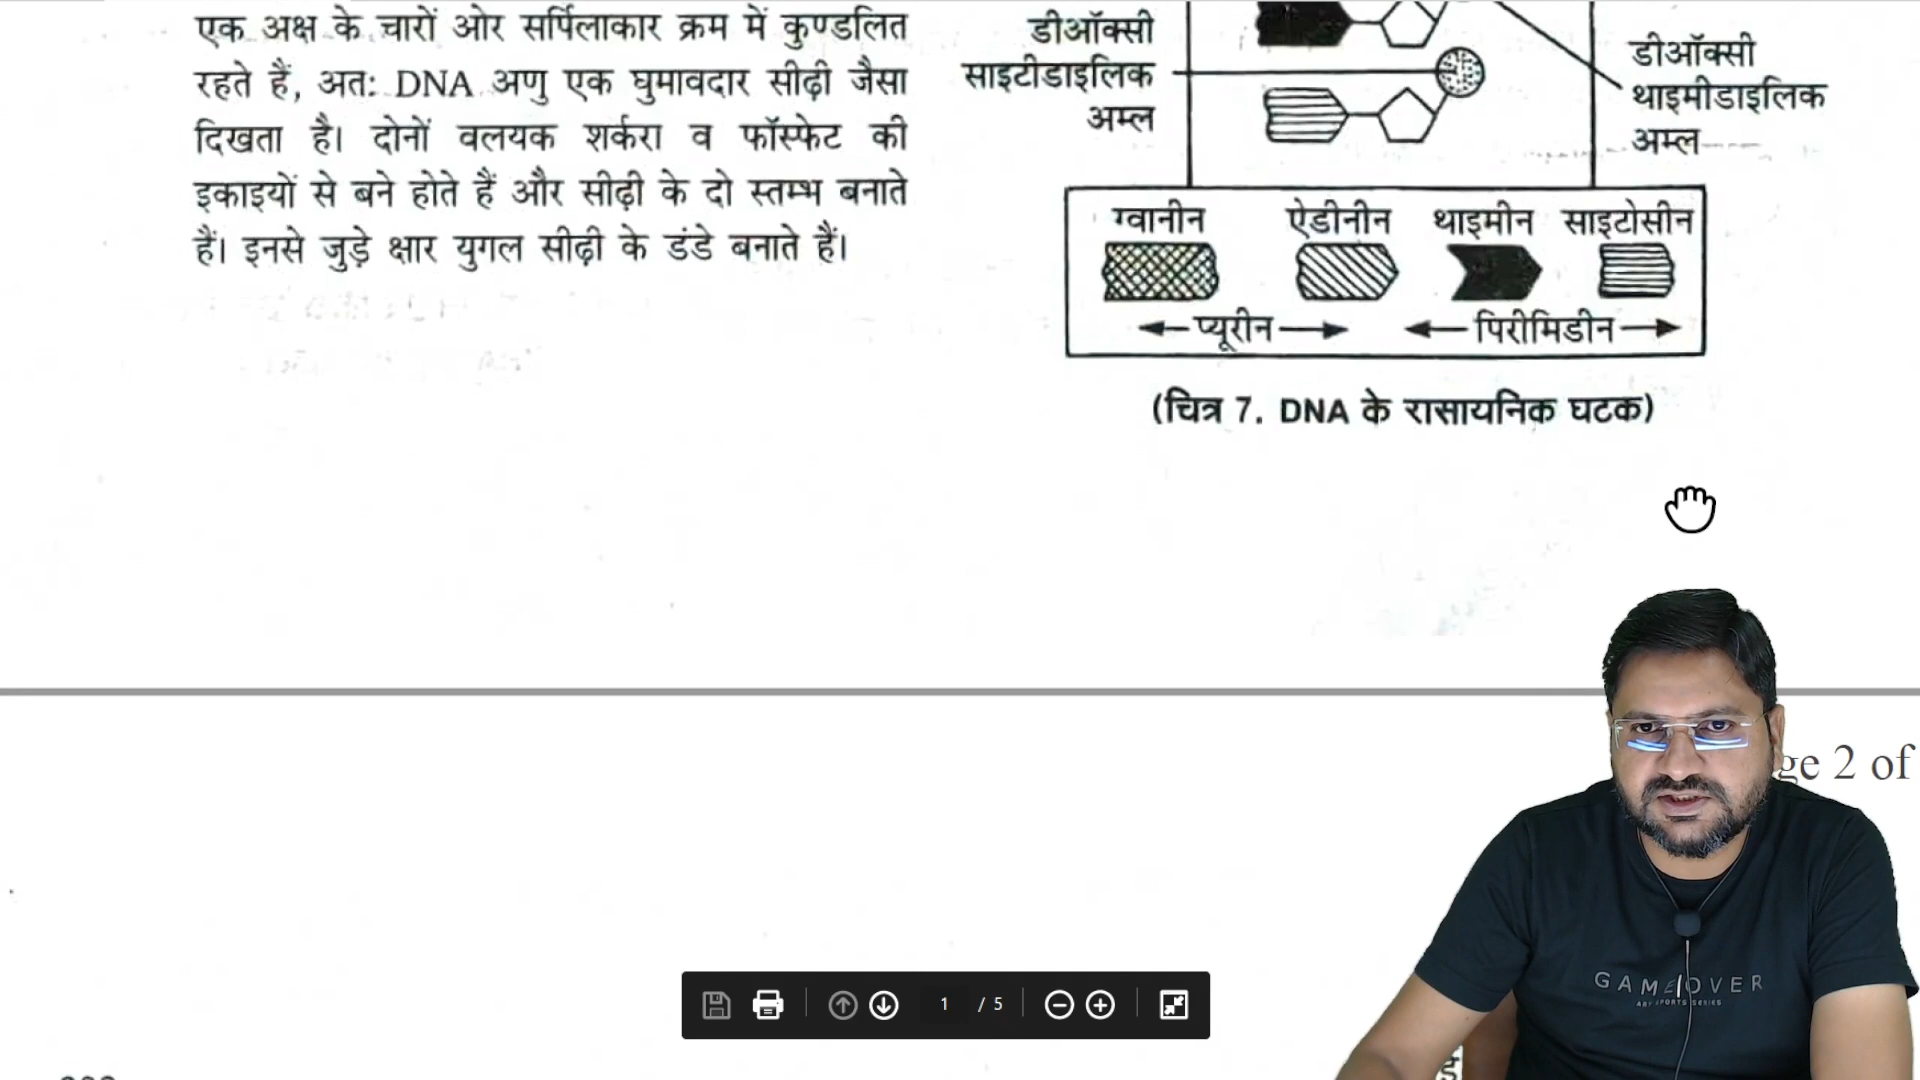 एक अक्ष के चारों ओर सर्पिलाकार क्रम में कुण्डलित
रहते हैं, अत: DNA अणु एक घुमावदार सीढ़ी जैसा
दिखता है। दोनों वलयक शर्करा व फॉस्फेट की
इकाइयों से बने होते हैं और सीढ़ी के दो स्तम्भ बनाते
हैं। इनसे जुड़े क्षार युगल सीढ़ी के डंडे बनाते हैं।
डीऑक्सी
साइटीडाइलिक
अम्ल
डीऑक्सी
थाइमीडाइलिक
अम्ल
ग्वानीन ऐडीनीन थाइमीन साइटोसीन
प्यूरीन पिरीमिडीन
(चित्र 7. DNA के रासायनिक घटक)
ge 2 of
GAME OVER
1 / 5